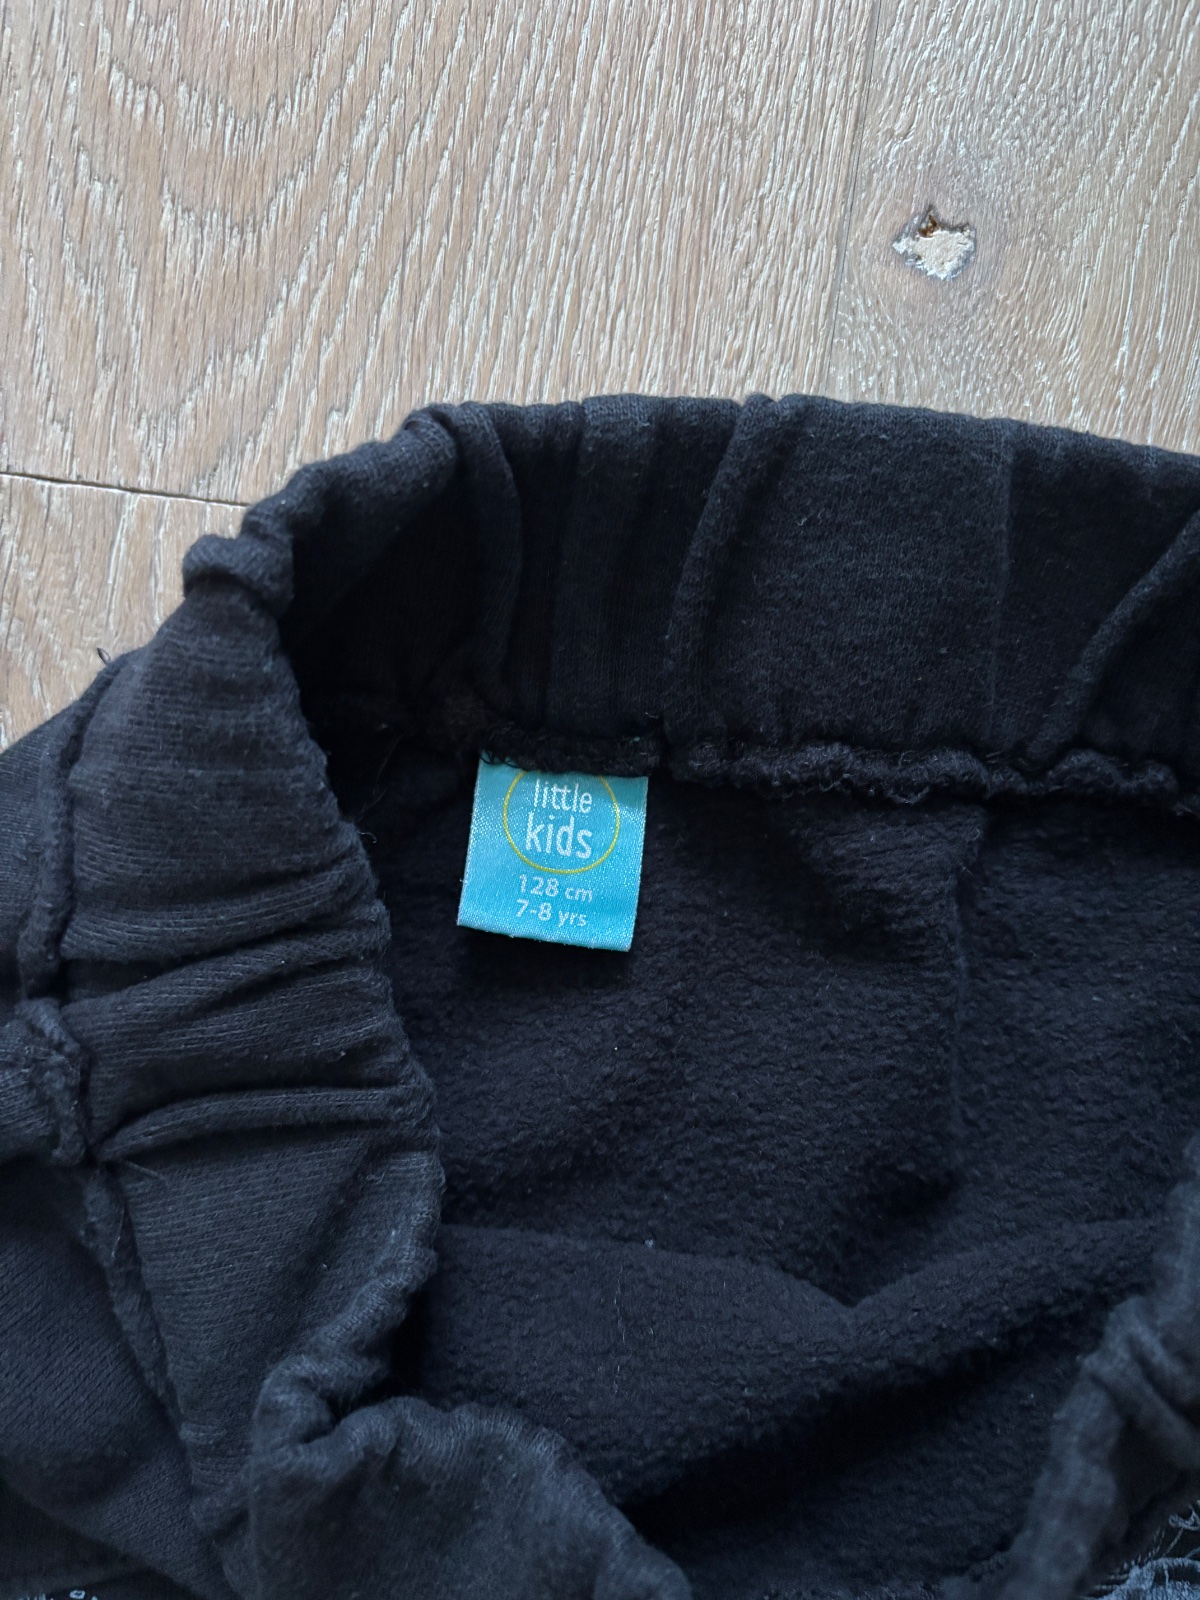 little
kids
128 cm
7-8 yrs